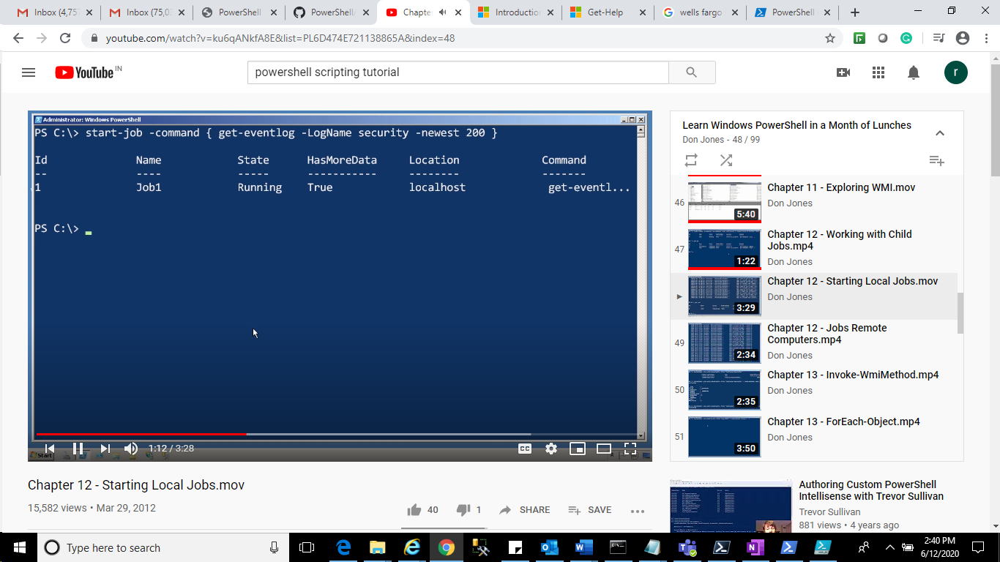 Inbox (4,75
Inbox (75,0
PowerShell
PowerShell
Chapte
Introduction
Get-Help
wells fargo
PowerShell
youtube.com/watch?v=ku6qANkfA8E&list=PL6D474E721138865A&index=48
YouTube IN
powershell scripting tutorial
r
Administrator: Windows PowerShell
PS C:\> start-job -command { get-eventlog -LogName security -newest 200 }
Id Name State HasMoreData Location Command
-- ---- ----- ----------- -------- -------
1 Job1 Running True localhost get-eventl...
PS C:\>
1:12 / 3:28
CC
Start
Chapter 12 - Starting Local Jobs.mov
15,582 views • Mar 29, 2012
40
1
SHARE
SAVE
Learn Windows PowerShell in a Month of Lunches
Don Jones - 48 / 99
46
5:40
Chapter 11 - Exploring WMI.mov
Don Jones
47
1:22
Chapter 12 - Working with Child
Jobs.mp4
Don Jones
3:29
Chapter 12 - Starting Local Jobs.mov
Don Jones
49
2:34
Chapter 12 - Jobs Remote
Computers.mp4
Don Jones
50
2:35
Chapter 13 - Invoke-WmiMethod.mp4
Don Jones
51
3:50
Chapter 13 - ForEach-Object.mp4
Don Jones
Authoring Custom PowerShell
Intellisense with Trevor Sullivan
Trevor Sullivan
881 views • 4 years ago
Type here to search
2:40 PM
6/12/2020